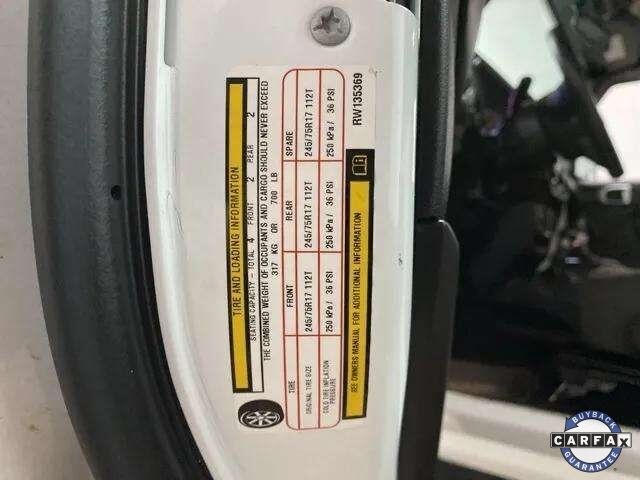 TIRE AND LOADING INFORMATION
SEATING CAPACITY - TOTAL 4 FRONT 2 REAR 2
THE COMBINED WEIGHT OF OCCUPANTS AND CARGO SHOULD NEVER EXCEED
317 KG OR 700 LB
TIRE FRONT REAR SPARE
ORIGINAL TIRE SIZE 245/75R17 112T 245/75R17 112T 245/75R17 112T
COLD TIRE INFLATION PRESSURE 250 kPa / 36 PSI 250 kPa / 36 PSI 250 kPa / 36 PSI
SEE OWNERS MANUAL FOR ADDITIONAL INFORMATION
RW135369
BUYBACK
CARFAX
GUARANTEE